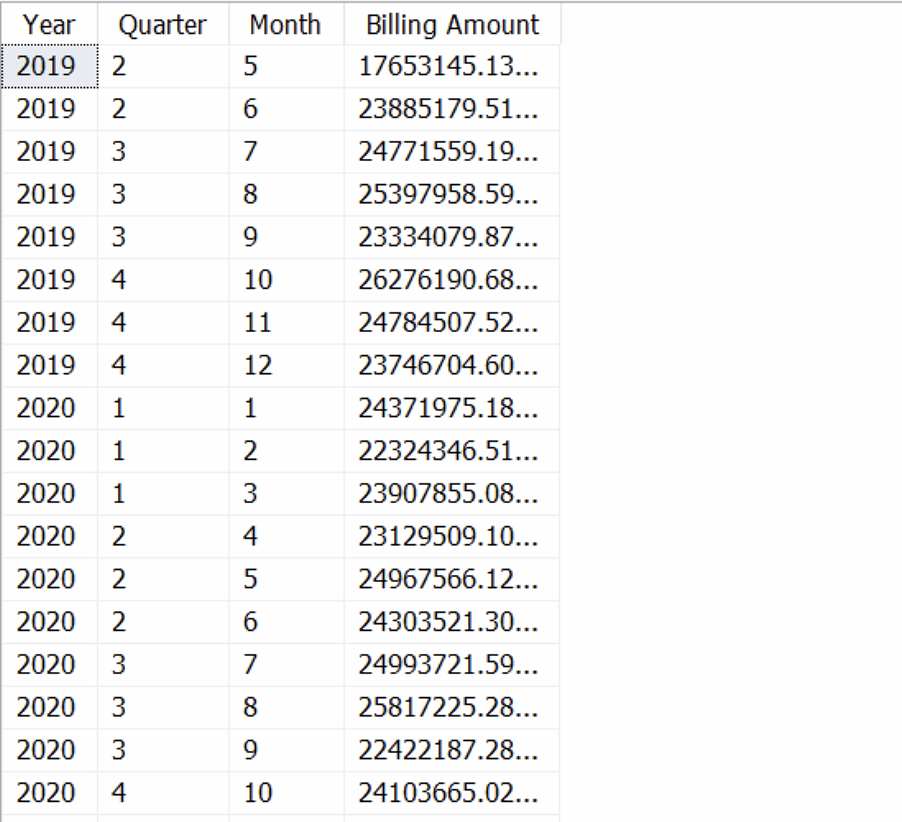 Year Quarter Month Billing Amount
2019 2 5 17653145.13...
2019 2 6 23885179.51...
2019 3 7 24771559.19...
2019 3 8 25397958.59...
2019 3 9 23334079.87...
2019 4 10 26276190.68...
2019 4 11 24784507.52...
2019 4 12 23746704.60...
2020 1 1 24371975.18...
2020 1 2 22324346.51...
2020 1 3 23907855.08...
2020 2 4 23129509.10...
2020 2 5 24967566.12...
2020 2 6 24303521.30...
2020 3 7 24993721.59...
2020 3 8 25817225.28...
2020 3 9 22422187.28...
2020 4 10 24103665.02...